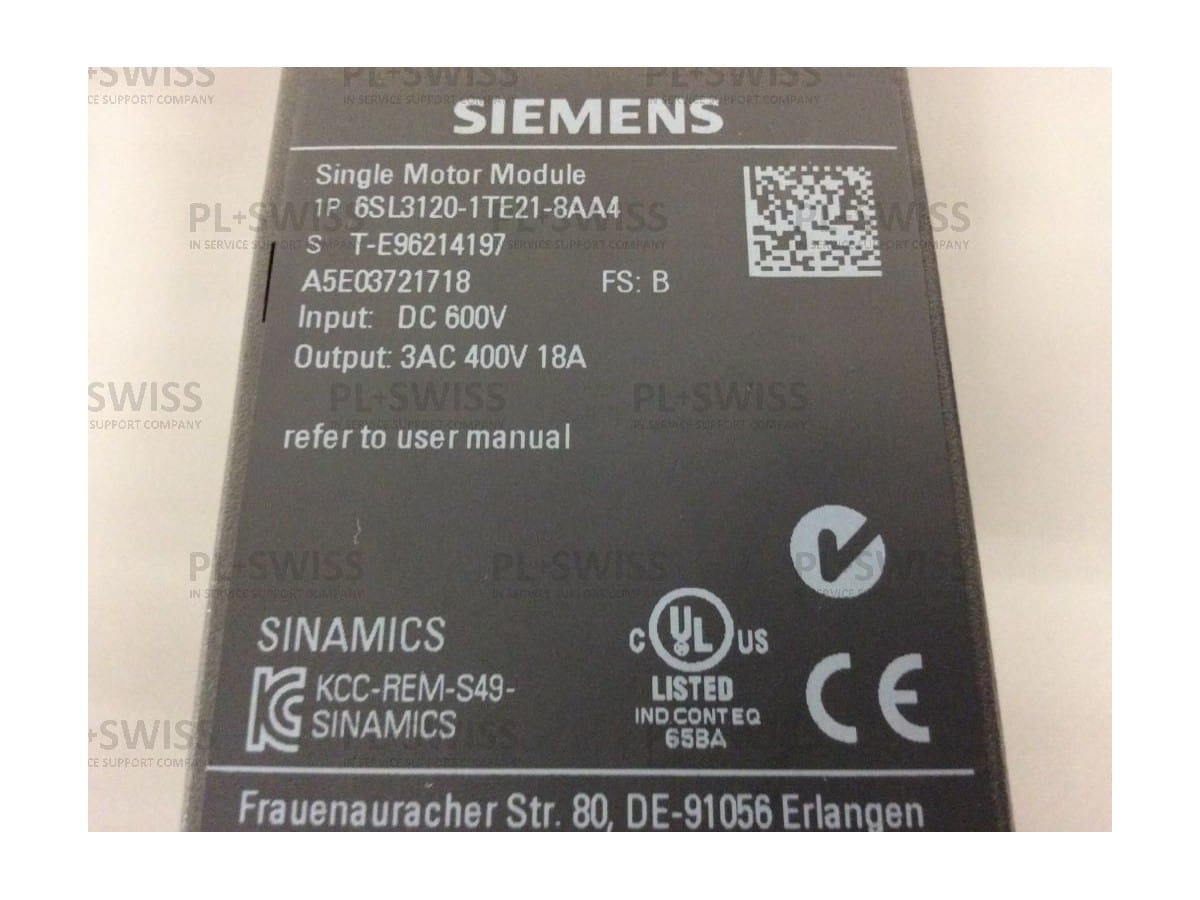 SIEMENS
Single Motor Module
1P 6SL3120-1TE21-8AA4
S T-E96214197
A5E03721718 FS: B
Input: DC 600V
Output: 3AC 400V 18A
refer to user manual
SINAMICS
KCC-REM-S49-
SINAMICS
C UL US
LISTED
IND.CONT.EQ
65BA
CE
Frauenauracher Str. 80, DE-91056 Erlangen
PL+SWISS
IN SERVICE SUPPORT COMPANY